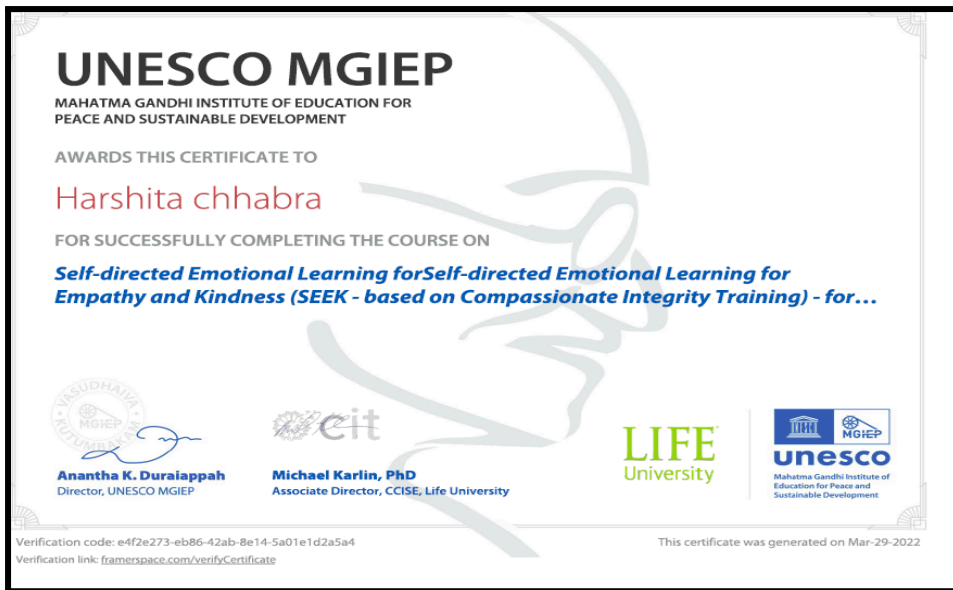 UNESCO MGIEP
MAHATMA GANDHI INSTITUTE OF EDUCATION FOR
PEACE AND SUSTAINABLE DEVELOPMENT
AWARDS THIS CERTIFICATE TO
Harshita chhabra
FOR SUCCESSFULLY COMPLETING THE COURSE ON
Self-directed Emotional Learning forSelf-directed Emotional Learning for
Empathy and Kindness (SEEK - based on Compassionate Integrity Training) - for...
VASUDHAIVA
MGIEP
KUTUMBAKAM
cit
Anantha K. Duraiappah
Director, UNESCO MGIEP
Michael Karlin, PhD
Associate Director, CCISE, Life University
LIFE
University
MGIEP
unesco
Mahatma Gandhi Institute of
Education for Peace and
Sustainable Development
Verification code: e4f2e273-eb86-42ab-8e14-5a01e1d2a5a4
This certificate was generated on Mar-29-2022
Verification link: framerspace.com/verifyCertificate